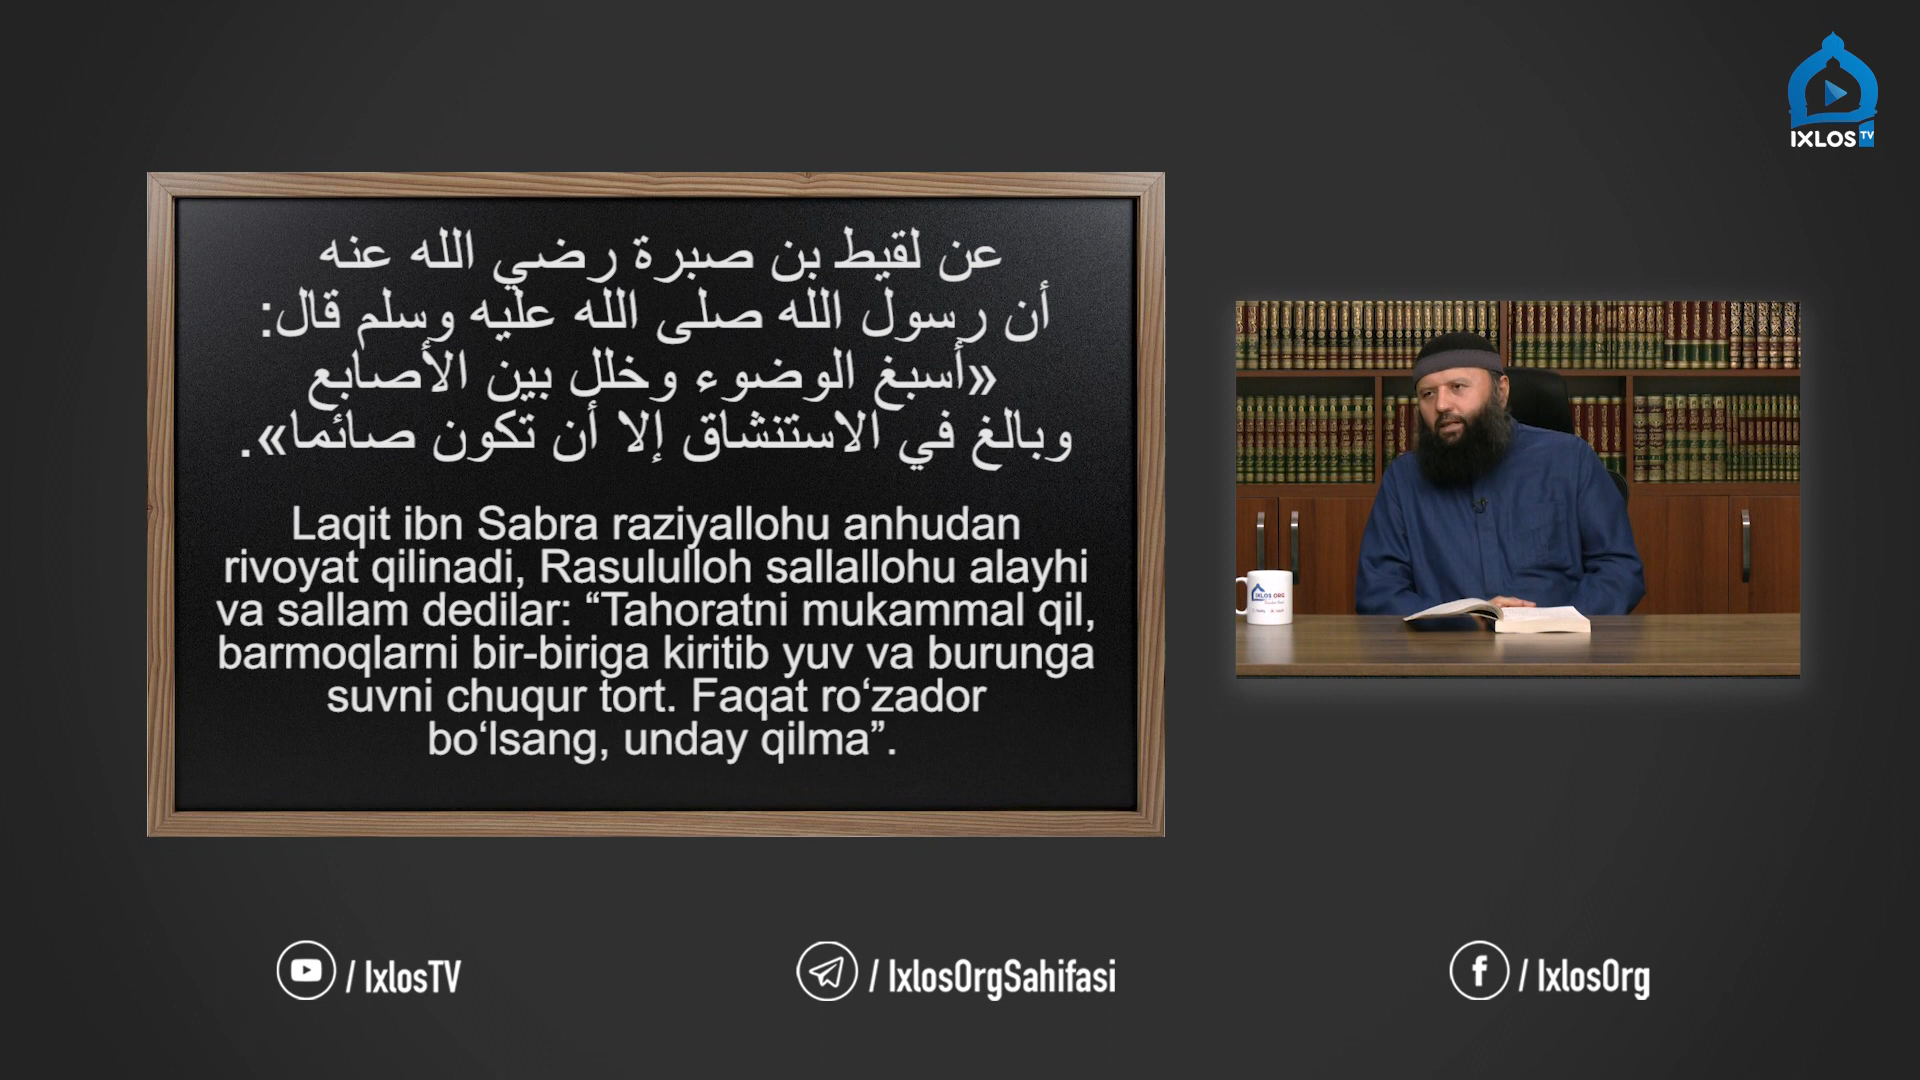 IXLOS TV
عن لقيط بن صبرة رضي الله عنه
أن رسول الله صلى الله عليه وسلم قال:
«أسبغ الوضوء وخلل بين الأصابع
وبالغ في الاستنشاق إلا أن تكون صائما».
Laqit ibn Sabra raziyallohu anhudan
rivoyat qilinadi, Rasululloh sallallohu alayhi
va sallam dedilar: “Tahoratni mukammal qil,
barmoqlarni bir-biriga kiritib yuv va burunga
suvni chuqur tort. Faqat ro‘zador
bo‘lsang, unday qilma”.
IXLOS ORG
/ IxlosTV
/ IxlosOrgSahifasi
/ IxlosOrg